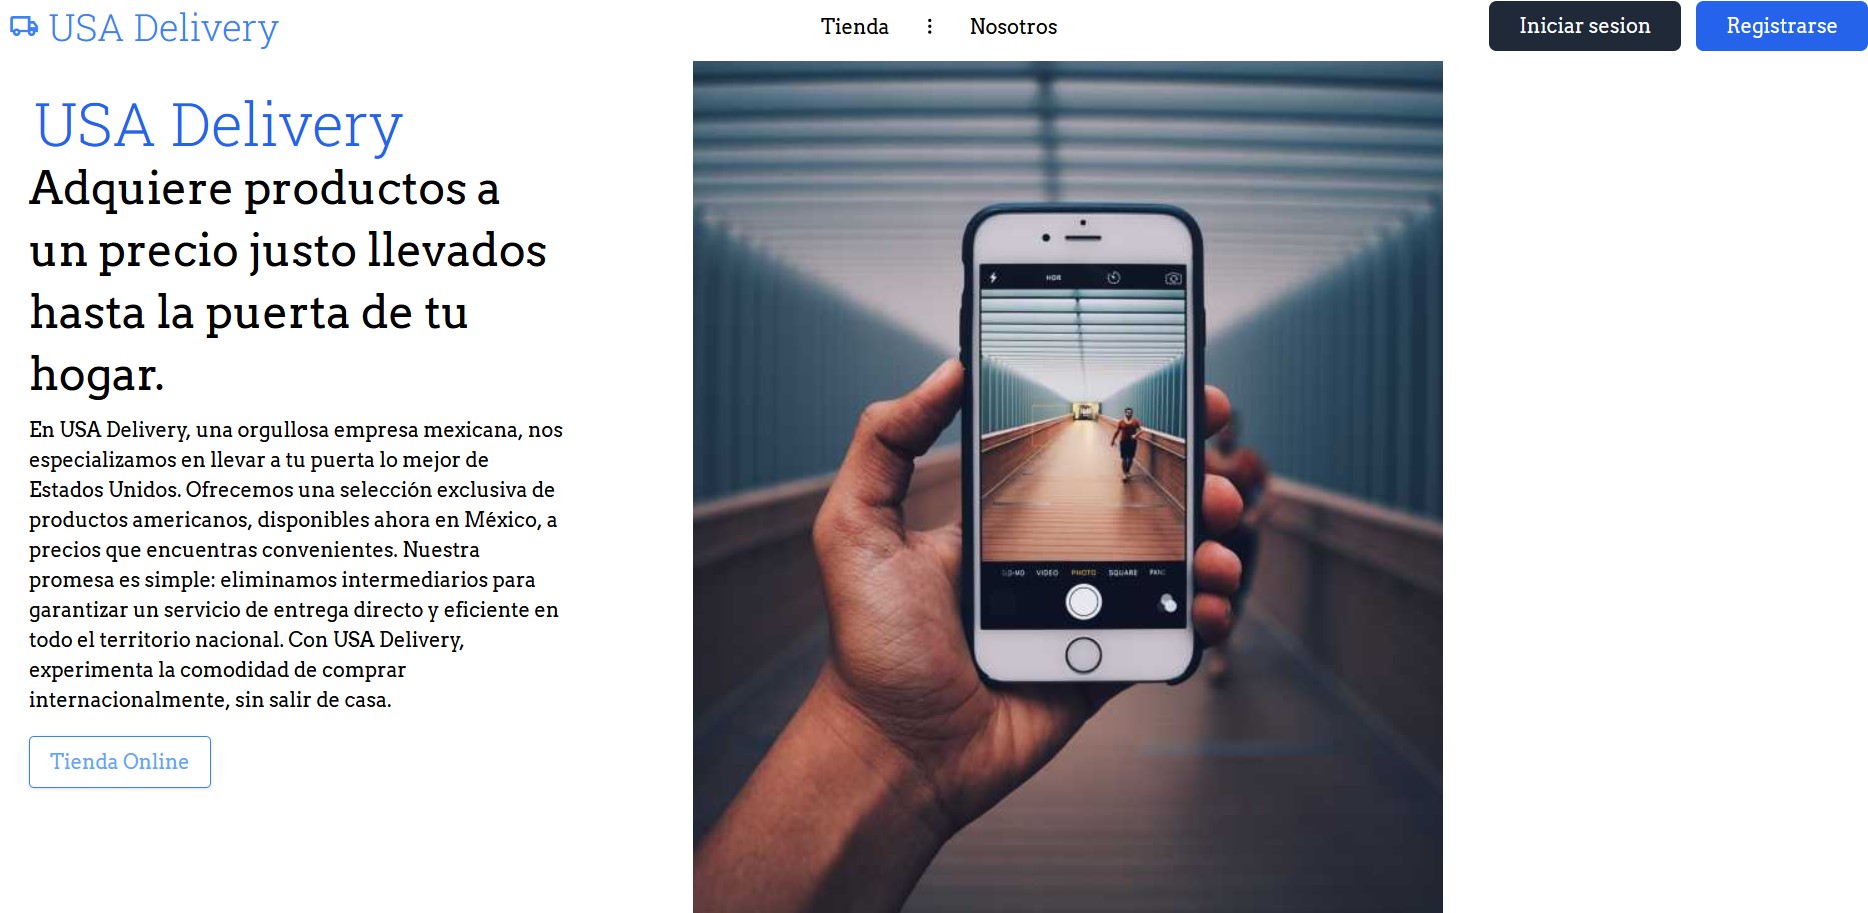 USA Delivery
Tienda
Nosotros
Iniciar sesion
Registrarse
USA Delivery
Adquiere productos a
un precio justo llevados
hasta la puerta de tu
hogar.
En USA Delivery, una orgullosa empresa mexicana, nos
especializamos en llevar a tu puerta lo mejor de
Estados Unidos. Ofrecemos una selección exclusiva de
productos americanos, disponibles ahora en México, a
precios que encuentras convenientes. Nuestra
promesa es simple: eliminamos intermediarios para
garantizar un servicio de entrega directo y eficiente en
todo el territorio nacional. Con USA Delivery,
experimenta la comodidad de comprar
internacionalmente, sin salir de casa.
Tienda Online
HDR
VIDEO PHOTO SQUARE